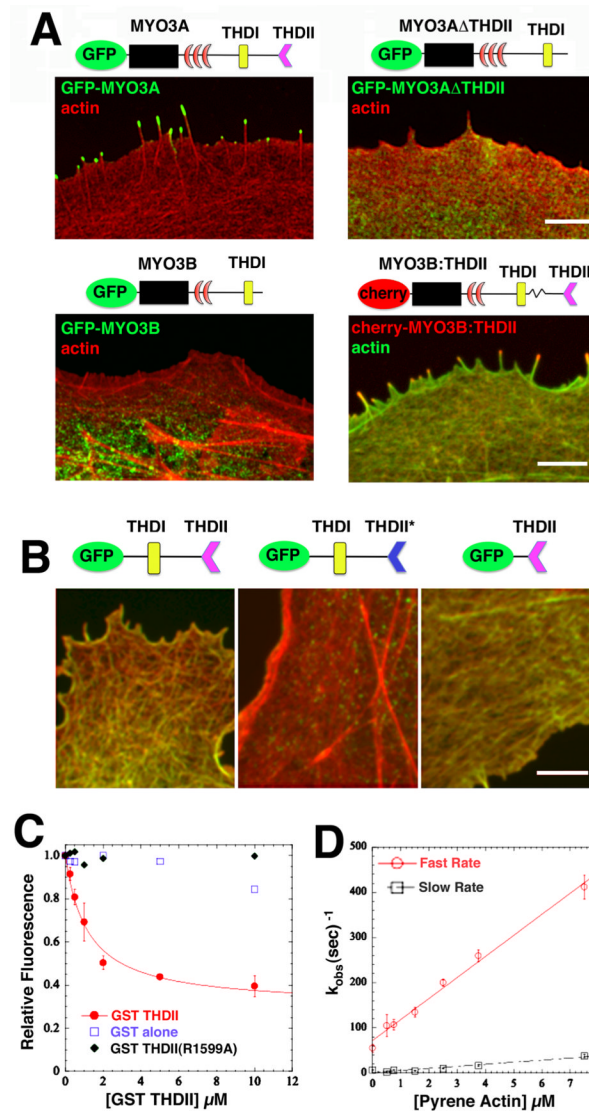 A
MYO3A THDI THDII
GFP
GFP-MYO3A
actin
MYO3AΔTHDII THDI
GFP
GFP-MYO3AΔTHDII
actin
MYO3B THDI
GFP
GFP-MYO3B
actin
MYO3B:THDII THDI THDII
cherry
cherry-MYO3B:THDII
actin
B
THDI THDII
GFP
THDI THDII*
GFP
THDII
GFP
C
Relative Fluorescence
1.0
0.8
0.6
0.4
0.2
0.0
GST THDII
GST alone
GST THDII(R1599A)
0 2 4 6 8 10 12
[GST THDII] μM
D
kobs(sec)-1
500
400
300
200
100
0
Fast Rate
Slow Rate
0 1 2 3 4 5 6 7
[Pyrene Actin] μM